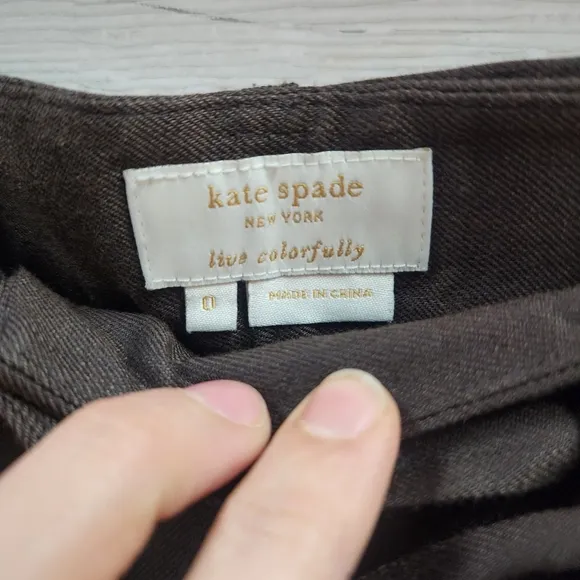 kate spade
NEW YORK
live colorfully
0
MADE IN CHINA